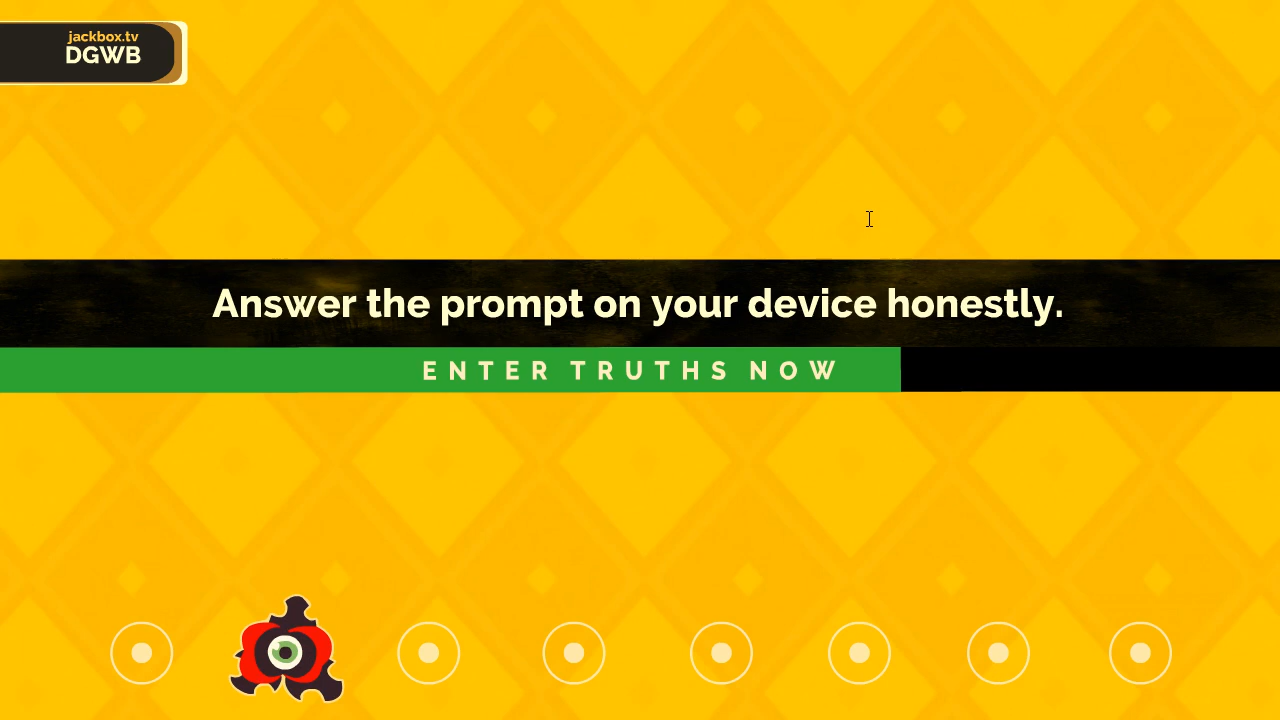 jackbox.tv
DGWB
Answer the prompt on your device honestly.
ENTER TRUTHS NOW